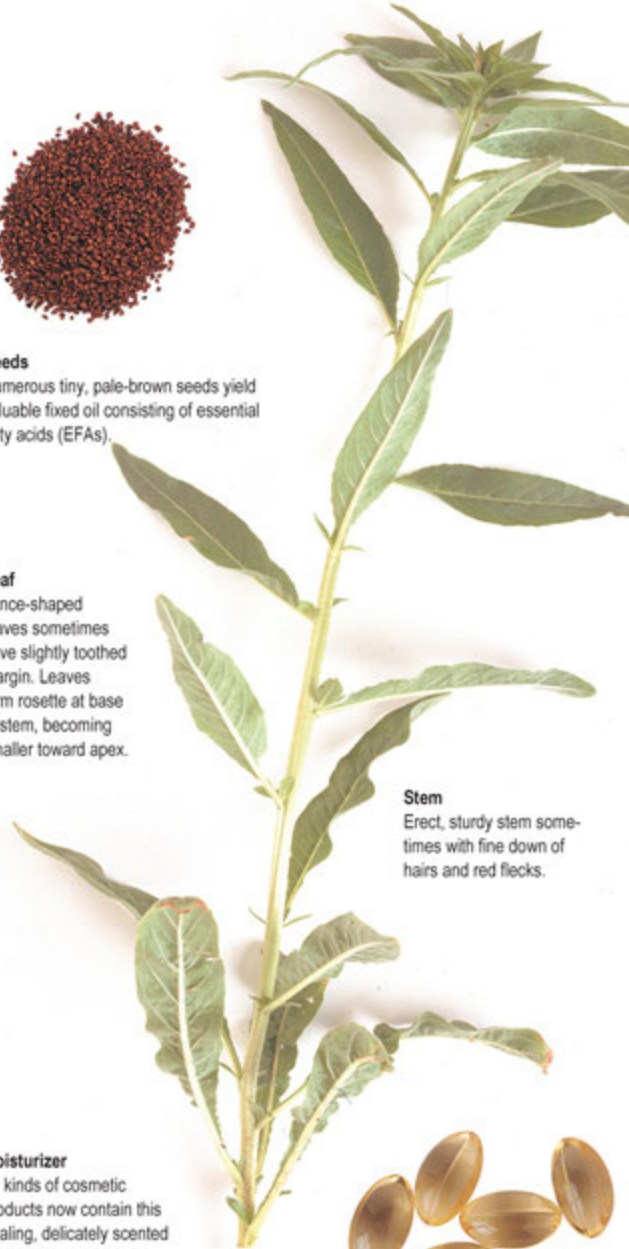 eeds
umerous tiny, pale-brown seeds yield
luable fixed oil consisting of essential
ty acids (EFAs).
af
nce-shaped
aves sometimes
ve slightly toothed
argin. Leaves
rm rosette at base
stem, becoming
naller toward apex.
Stem
Erect, sturdy stem some-
times with fine down of
hairs and red flecks.
oisturizer
kinds of cosmetic
oducts now contain this
aling, delicately scented